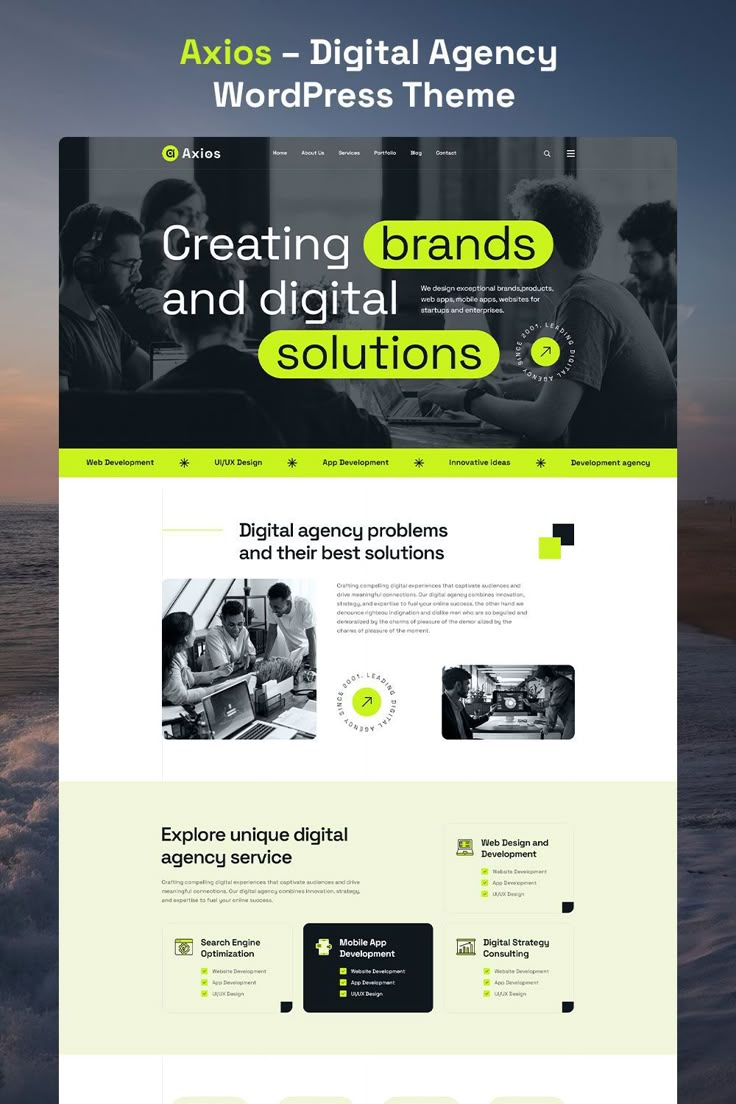 Axios – Digital Agency
WordPress Theme
Axios
Home About Us Services Portfolio Blog Contact
Creating brands
and digital
We design exceptional brands,products,
web apps, mobile apps, websites for
startups and enterprises.
solutions
SINCE 2001. LEADING DIGITAL AGENCY
Web Development UI/UX Design App Development Innovative ideas Development agency
Digital agency problems
and their best solutions
Crafting compelling digital experiences that captivate audiences and
drive meaningful connections. Our digital agency combines innovation,
strategy, and expertise to fuel your online success. the other hand we
denounce righteou indignation and dislike men who are so beguiled and
demoralized by the charms of pleasure of the demor alized by the
charms of pleasure of the moment.
SINCE 2001. LEADING DIGITAL AGENCY
Explore unique digital
agency service
Crafting compelling digital experiences that captivate audiences and drive
meaningful connections. Our digital agency combines innovation, strategy,
and expertise to fuel your online success.
Web Design and
Development
Website Development
App Development
UI/UX Design
Search Engine
Optimization
Website Development
App Development
UI/UX Design
Mobile App
Development
Website Development
App Development
UI/UX Design
Digital Strategy
Consulting
Website Development
App Development
UI/UX Design